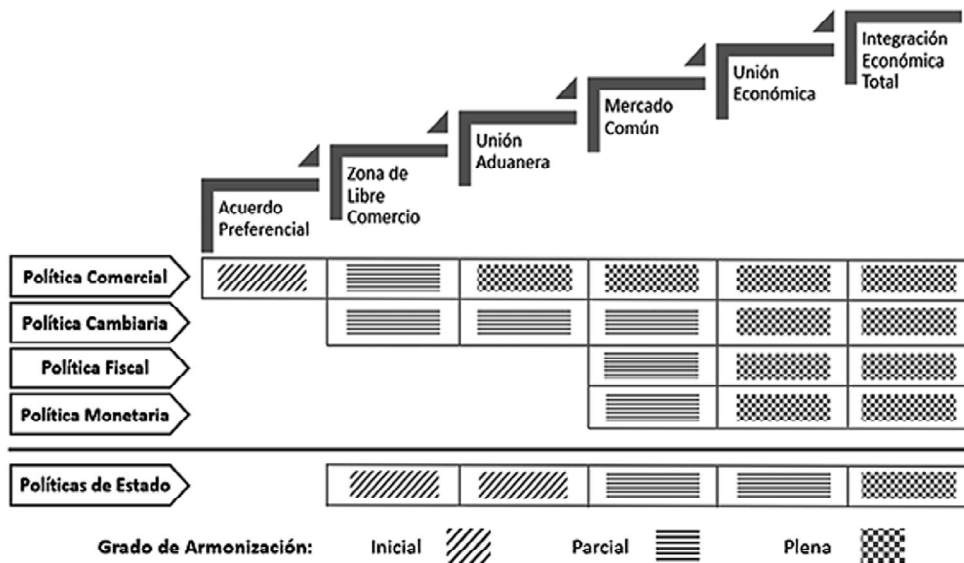 Integración
Económica
Total
Unión
Económica
Mercado
Común
Unión
Aduanera
Zona de
Libre
Comercio
Acuerdo
Preferencial
Política Comercial
Política Cambiaria
Política Fiscal
Política Monetaria
Políticas de Estado
Grado de Armonización: Inicial Parcial Plena